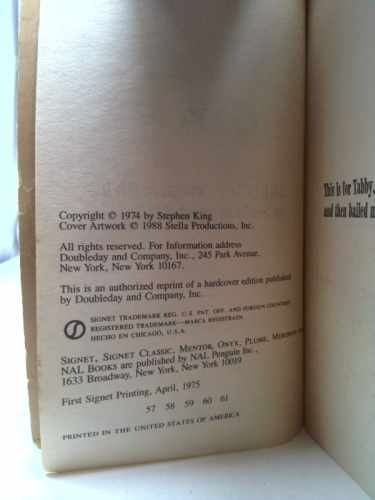 Copyright © 1974 by Stephen King
Cover Artwork © 1988 Stella Productions, Inc.
All rights reserved. For Information address
Doubleday and Company, Inc., 245 Park Avenue,
New York, New York 10167.
This is an authorized reprint of a hardcover edition published
by Doubleday and Company, Inc.
SIGNET TRADEMARK REG. U.S. PAT. OFF. AND FOREIGN COUNTRIES
REGISTERED TRADEMARK—MARCA REGISTRADA
HECHO EN CHICAGO, U.S.A.
SIGNET, SIGNET CLASSIC, MENTOR, ONYX, PLUME, MERIDIAN
NAL BOOKS are published by NAL Penguin Inc.,
1633 Broadway, New York, New York 10019
First Signet Printing, April, 1975
57 58 59 60 61
PRINTED IN THE UNITED STATES OF AMERICA
This is for Tabby,
and then bailed m